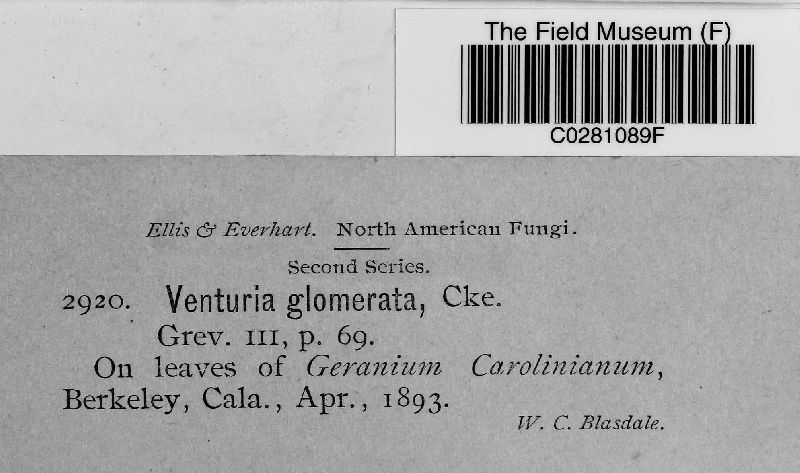 The Field Museum (F)
C0281089F
Ellis & Everhart. North American Fungi.
Second Series.
2920. Venturia glomerata, Cke.
Grev. III, p. 69.
On leaves of Geranium Carolinianum,
Berkeley, Cala., Apr., 1893.
W. C. Blasdale.